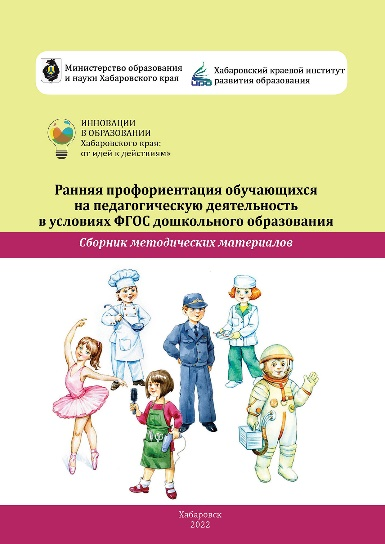 Министерство образования
и науки Хабаровского края
Хабаровский краевой институт
развития образования
ИННОВАЦИИ
В ОБРАЗОВАНИИ
Хабаровского края:
от идей к действиям»
Ранняя профориентация обучающихся
на педагогическую деятельность
в условиях ФГОС дошкольного образования
Сборник методических материалов
Хабаровск
2022